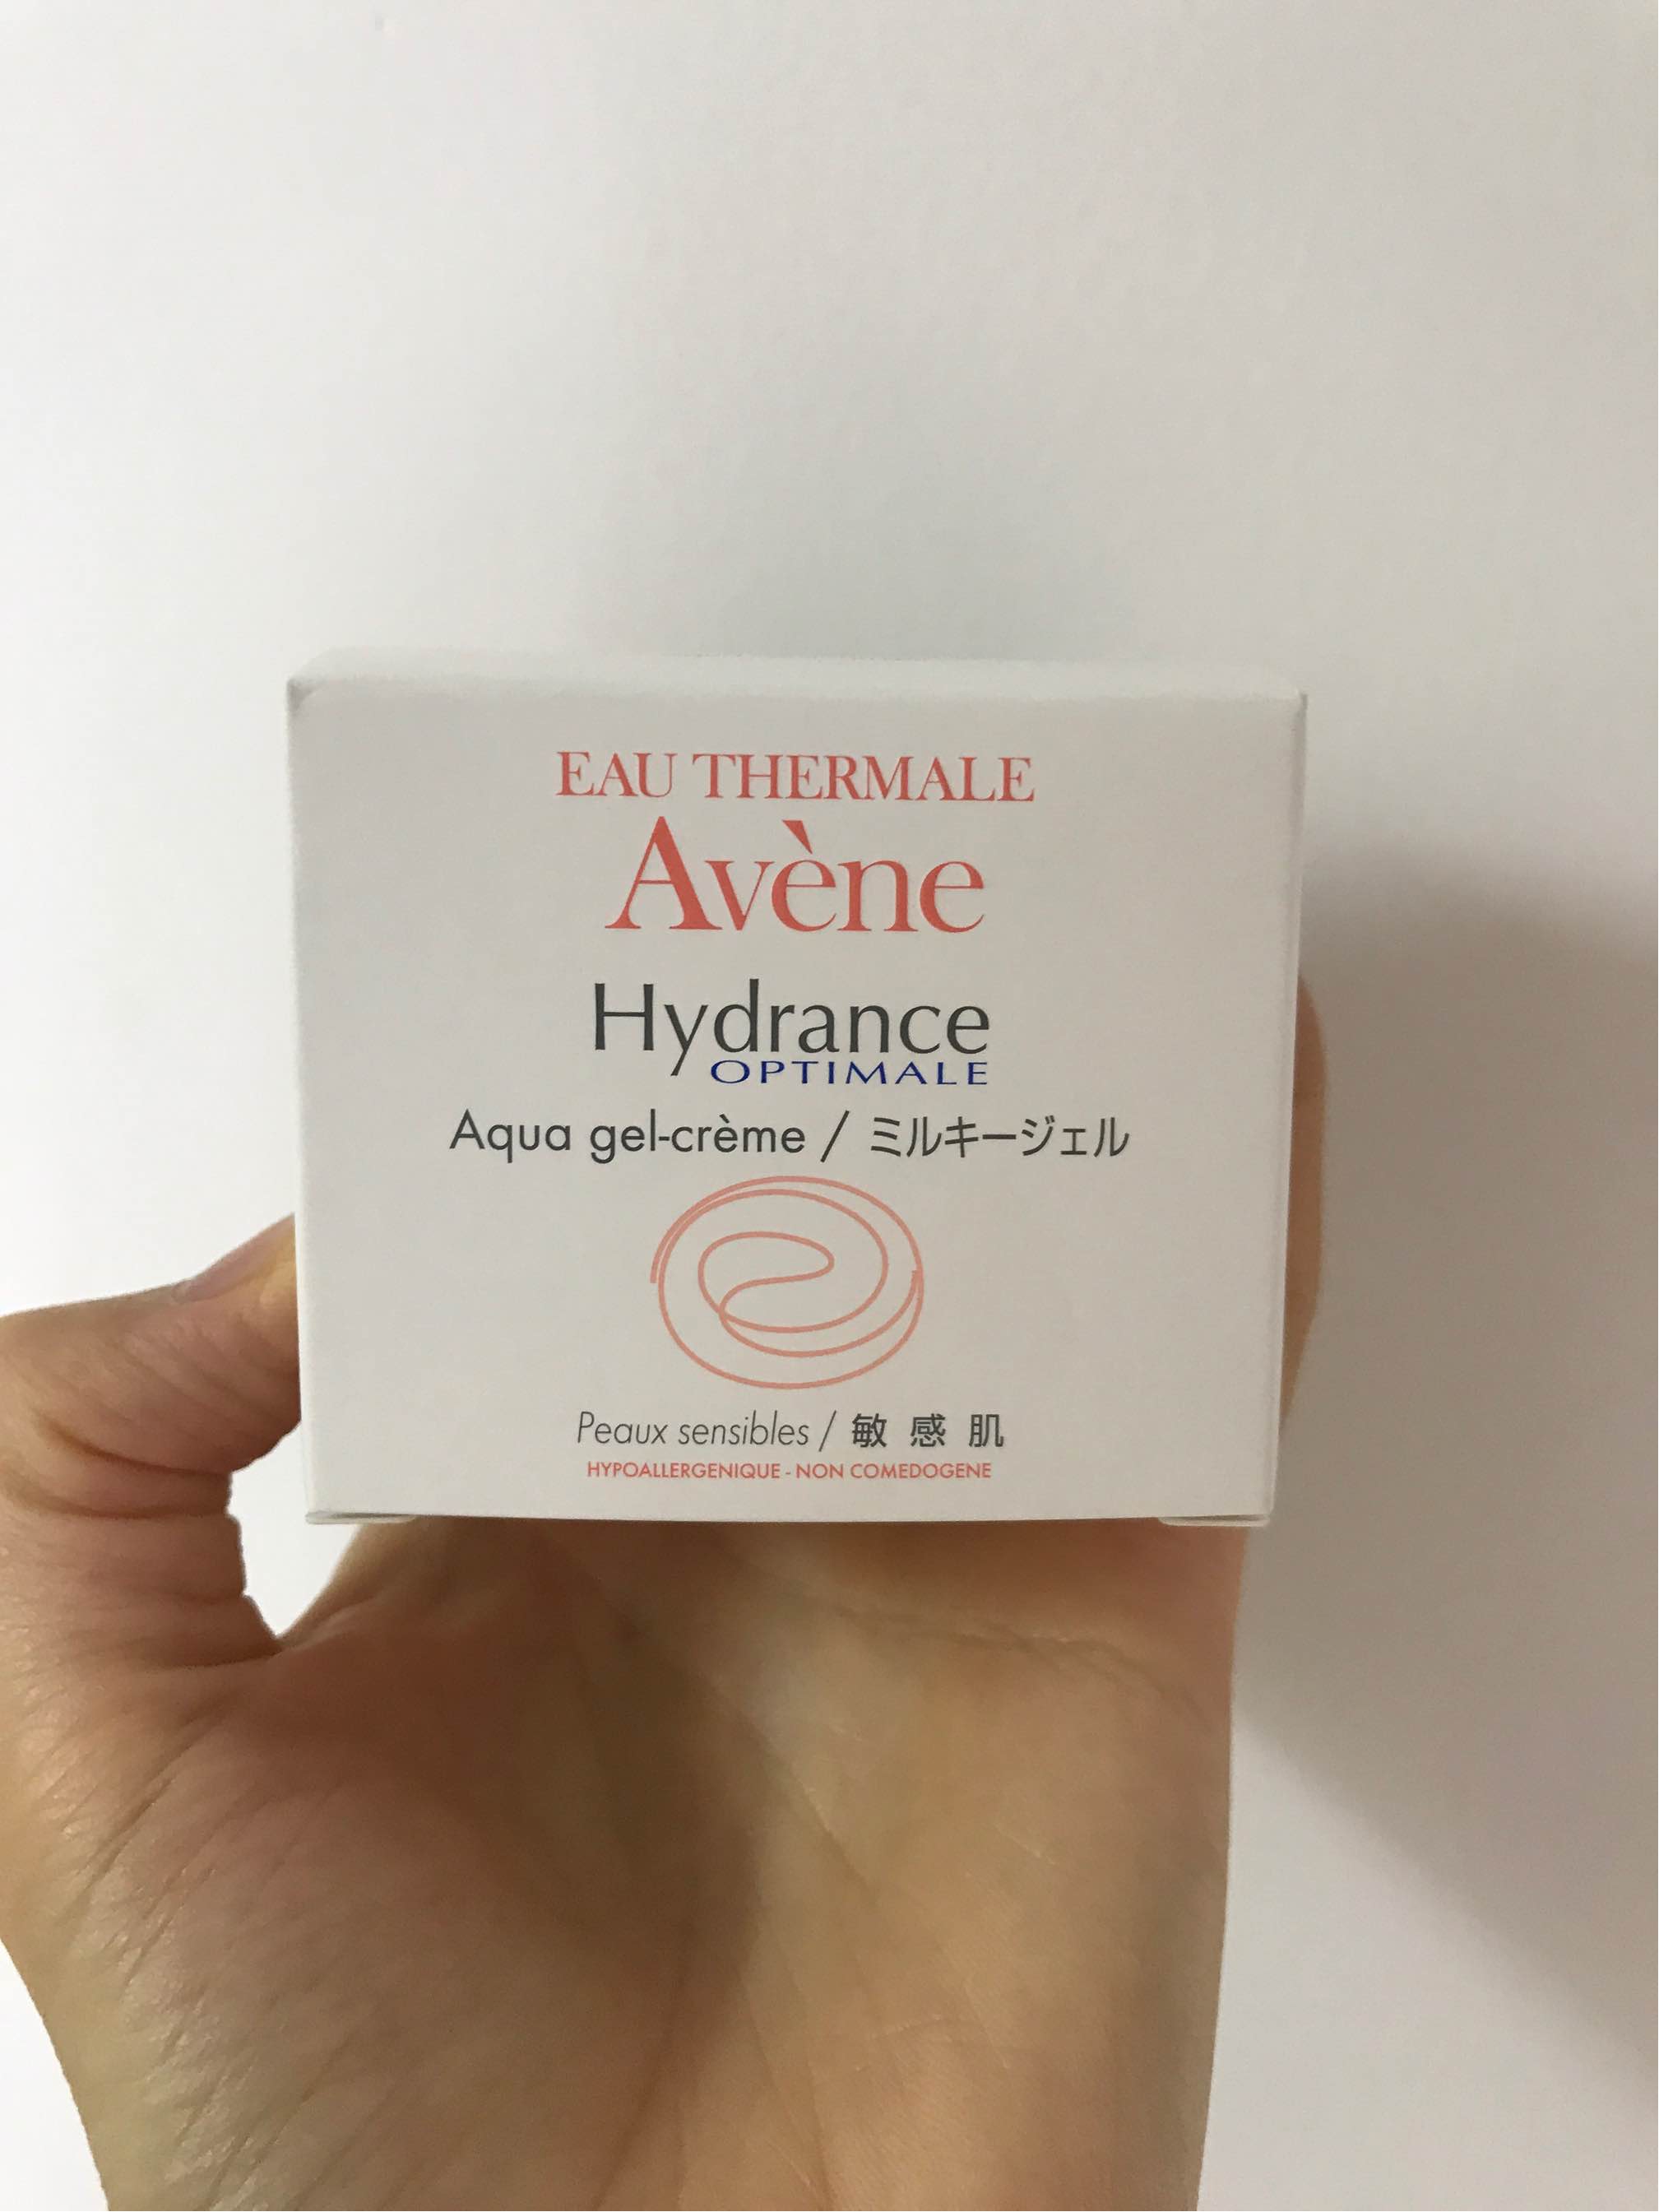 EAU THERMALE
Avène
Hydrance
OPTIMALE
Aqua gel-crème / ミルキージェル
Peaux sensibles / 敏 感 肌
HYPOALLERGENIQUE - NON COMEDOGENE